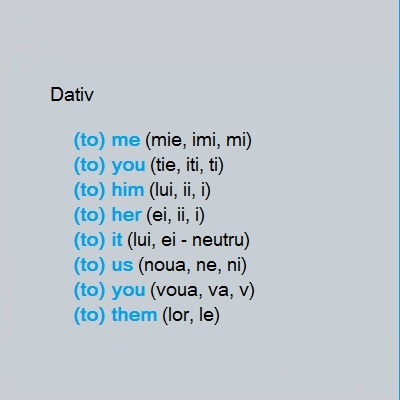 Dativ
(to) me (mie, imi, mi)
(to) you (tie, iti, ti)
(to) him (lui, ii, i)
(to) her (ei, ii, i)
(to) it (lui, ei - neutru)
(to) us (noua, ne, ni)
(to) you (voua, va, v)
(to) them (lor, le)